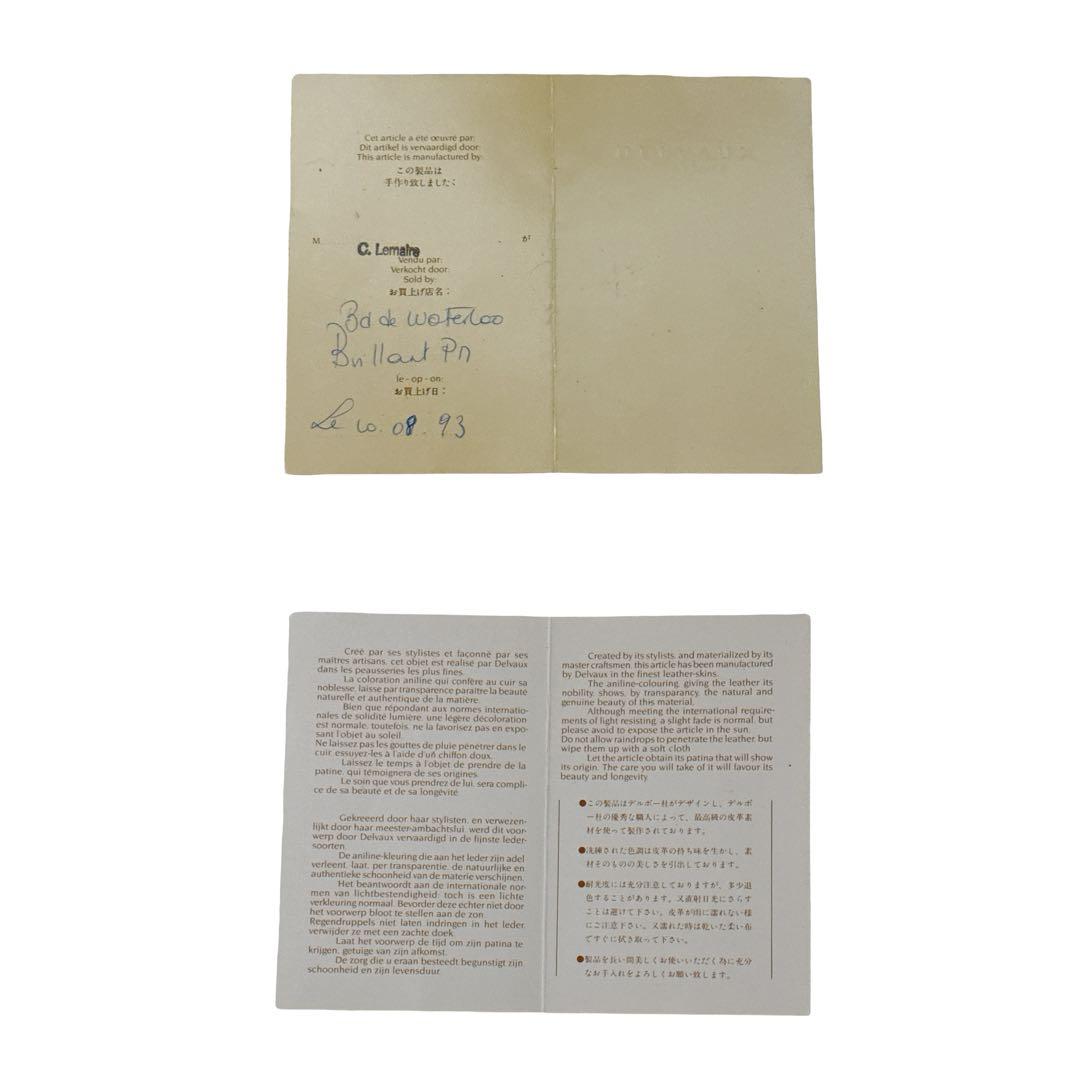 Cet article a été œuvré par:
Dit artikel is vervaardigd door:
This article is manufactured by:
この製品は
手作り致しました:
M が
C. Lemaire
Vendu par:
Verkocht door:
Sold by:
お買上げ店名:
Bd de Waterloo
Brillant PM
le - op - on:
お買上げ日:
Le 10. 08. 93
Créé par ses stylistes et façonné par ses
maîtres artisans, cet objet est réalisé par Delvaux
dans les peausseries les plus fines.
La coloration aniline qui confère au cuir sa
noblesse, laisse par transparence paraître la beauté
naturelle et authentique de la matière.
Bien que répondant aux normes internatio-
nales de solidité lumière, une légère décoloration
est normale, toutefois, ne la favorisez pas en expo-
sant l'objet au soleil.
Ne laissez pas les gouttes de pluie pénétrer dans le
cuir, essuyez-les à l'aide d'un chiffon doux.
Laissez le temps à l'objet de prendre de la
patine, qui témoignera de ses origines.
Le soin que vous prendrez de lui, sera compli-
ce de sa beauté et de sa longévité
Gekreëerd door haar stylisten, en verwezen-
lijkt door haar meester-ambachtslui, werd dit voor-
werp door Delvaux vervaardigd in de fijnste leder-
soorten.
De aniline-kleuring die aan het leder zijn adel
verleent, laat, per transparentie, de natuurlijke en
authentieke schoonheid van de materie verschijnen.
Het beantwoordt aan de internationale nor-
men van lichtbestendigheid; toch is een lichte
verkleuring normaal. Bevorder deze echter niet door
het voorwerp bloot te stellen aan de zon.
Regendruppels niet laten indringen in het leder,
verwijder ze met een zachte doek.
Laat het voorwerp de tijd om zijn patina te
krijgen, getuige van zijn afkomst.
De zorg die u eraan besteedt begunstigt zijn
schoonheid en zijn levensduur.
Created by its stylists, and materialized by its
master craftsmen, this article has been manufactured
by Delvaux in the finest leather-skins.
The aniline-colouring, giving the leather its
nobility, shows, by transparancy, the natural and
genuine beauty of this material.
Although meeting the international require-
ments of light resisting, a slight fade is normal, but
please avoid to expose the article in the sun.
Do not allow raindrops to penetrate the leather, but
wipe them up with a soft cloth
Let the article obtain its patina that will show
its origin. The care you will take of it will favour its
beauty and longevity.
●この製品はデルボー社がデザインし、デルボ
ー社の優秀な職人によって、最高級の皮革素
材を使って製作されております。
●洗練された色調は皮革の持ち味を生かし、素
材そのものの美しさを引出しております。
●耐光度には充分注意しておりますが、多少退
色することがあります。又直射日光にさらす
ことは避けて下さい。皮革が雨に濡れない様
にご注意下さい。又濡れた時は乾いた柔い布
ですぐに拭き取って下さい。
●製品を長い間美しくお使いいただく為に充分
なお手入れをよろしくお願い致します。